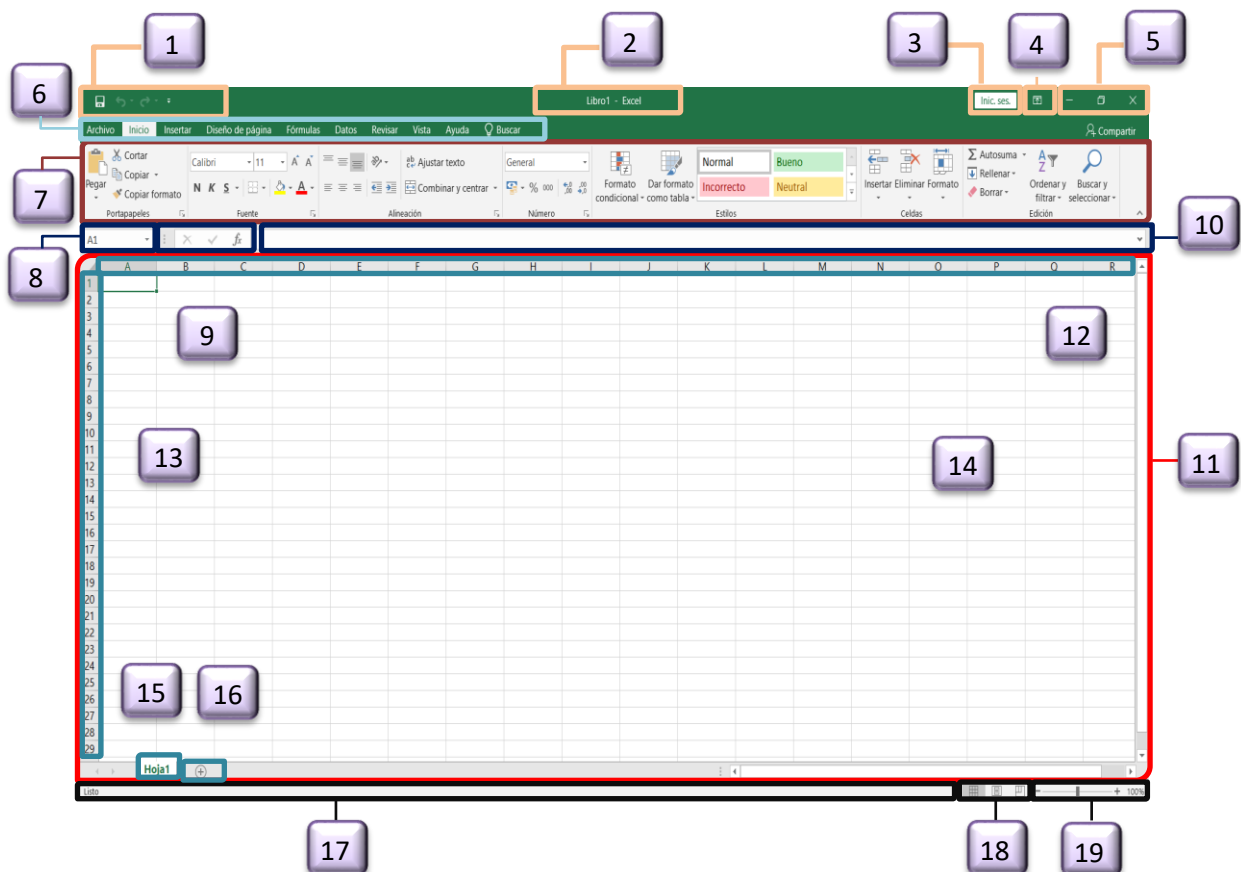 1 2 3 4 5
6
Libro1 - Excel Inic. ses.
Archivo Inicio Insertar Diseño de página Fórmulas Datos Revisar Vista Ayuda Buscar Compartir
7
Pegar
Cortar
Copiar
Copiar formato
Portapapeles
Calibri 11 A A
N K S A
Fuente
ab Ajustar texto
Combinar y centrar
Alineación
General
% 000
Número
Formato condicional
Dar formato como tabla
Normal Bueno
Incorrecto Neutral
Estilos
Insertar Eliminar Formato
Celdas
Σ Autosuma
Rellenar
Borrar
Ordenar y filtrar
Buscar y seleccionar
Edición
8
A1 fx
10
A B C D E F G H I J K L M N O P Q R
1
2
3
4
5
6
7
8
9
10
11
12
13
14
15
16
17
18
19
20
21
22
23
24
25
26
27
28
29
9
12
13
14
11
15
16
Hoja1
Listo 100%
17
18
19